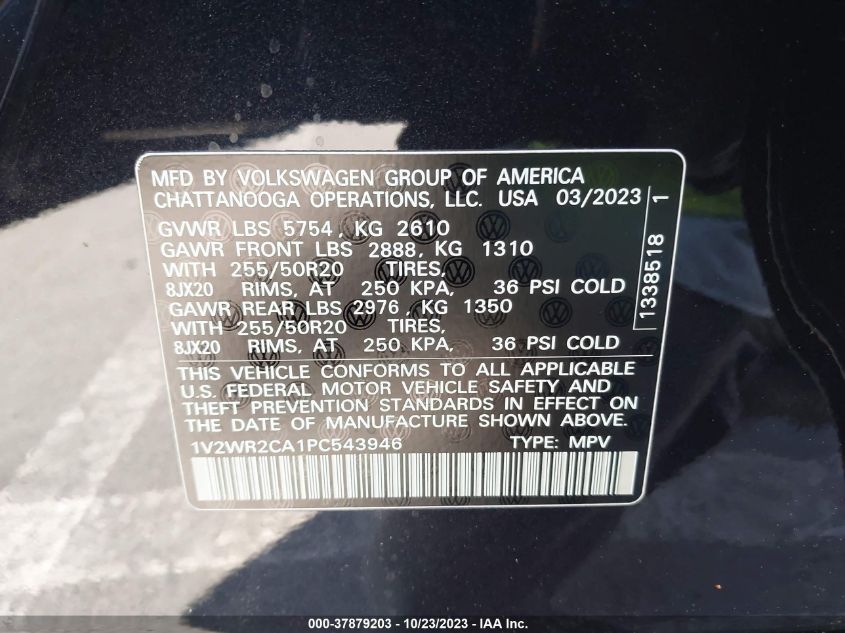 MFD BY VOLKSWAGEN GROUP OF AMERICA
CHATTANOOGA OPERATIONS, LLC. USA 03/2023
GVWR LBS 5754, KG 2610
GAWR FRONT LBS 2888, KG 1310
WITH 255/50R20 TIRES,
8JX20 RIMS, AT 250 KPA, 36 PSI COLD
GAWR REAR LBS 2976, KG 1350
WITH 255/50R20 TIRES,
8JX20 RIMS, AT 250 KPA, 36 PSI COLD
1338518 1
THIS VEHICLE CONFORMS TO ALL APPLICABLE
U.S. FEDERAL MOTOR VEHICLE SAFETY AND
THEFT PREVENTION STANDARDS IN EFFECT ON
THE DATE OF MANUFACTURE SHOWN ABOVE.
1V2WR2CA1PC543946 TYPE: MPV
000-37879203 - 10/23/2023 - IAA Inc.